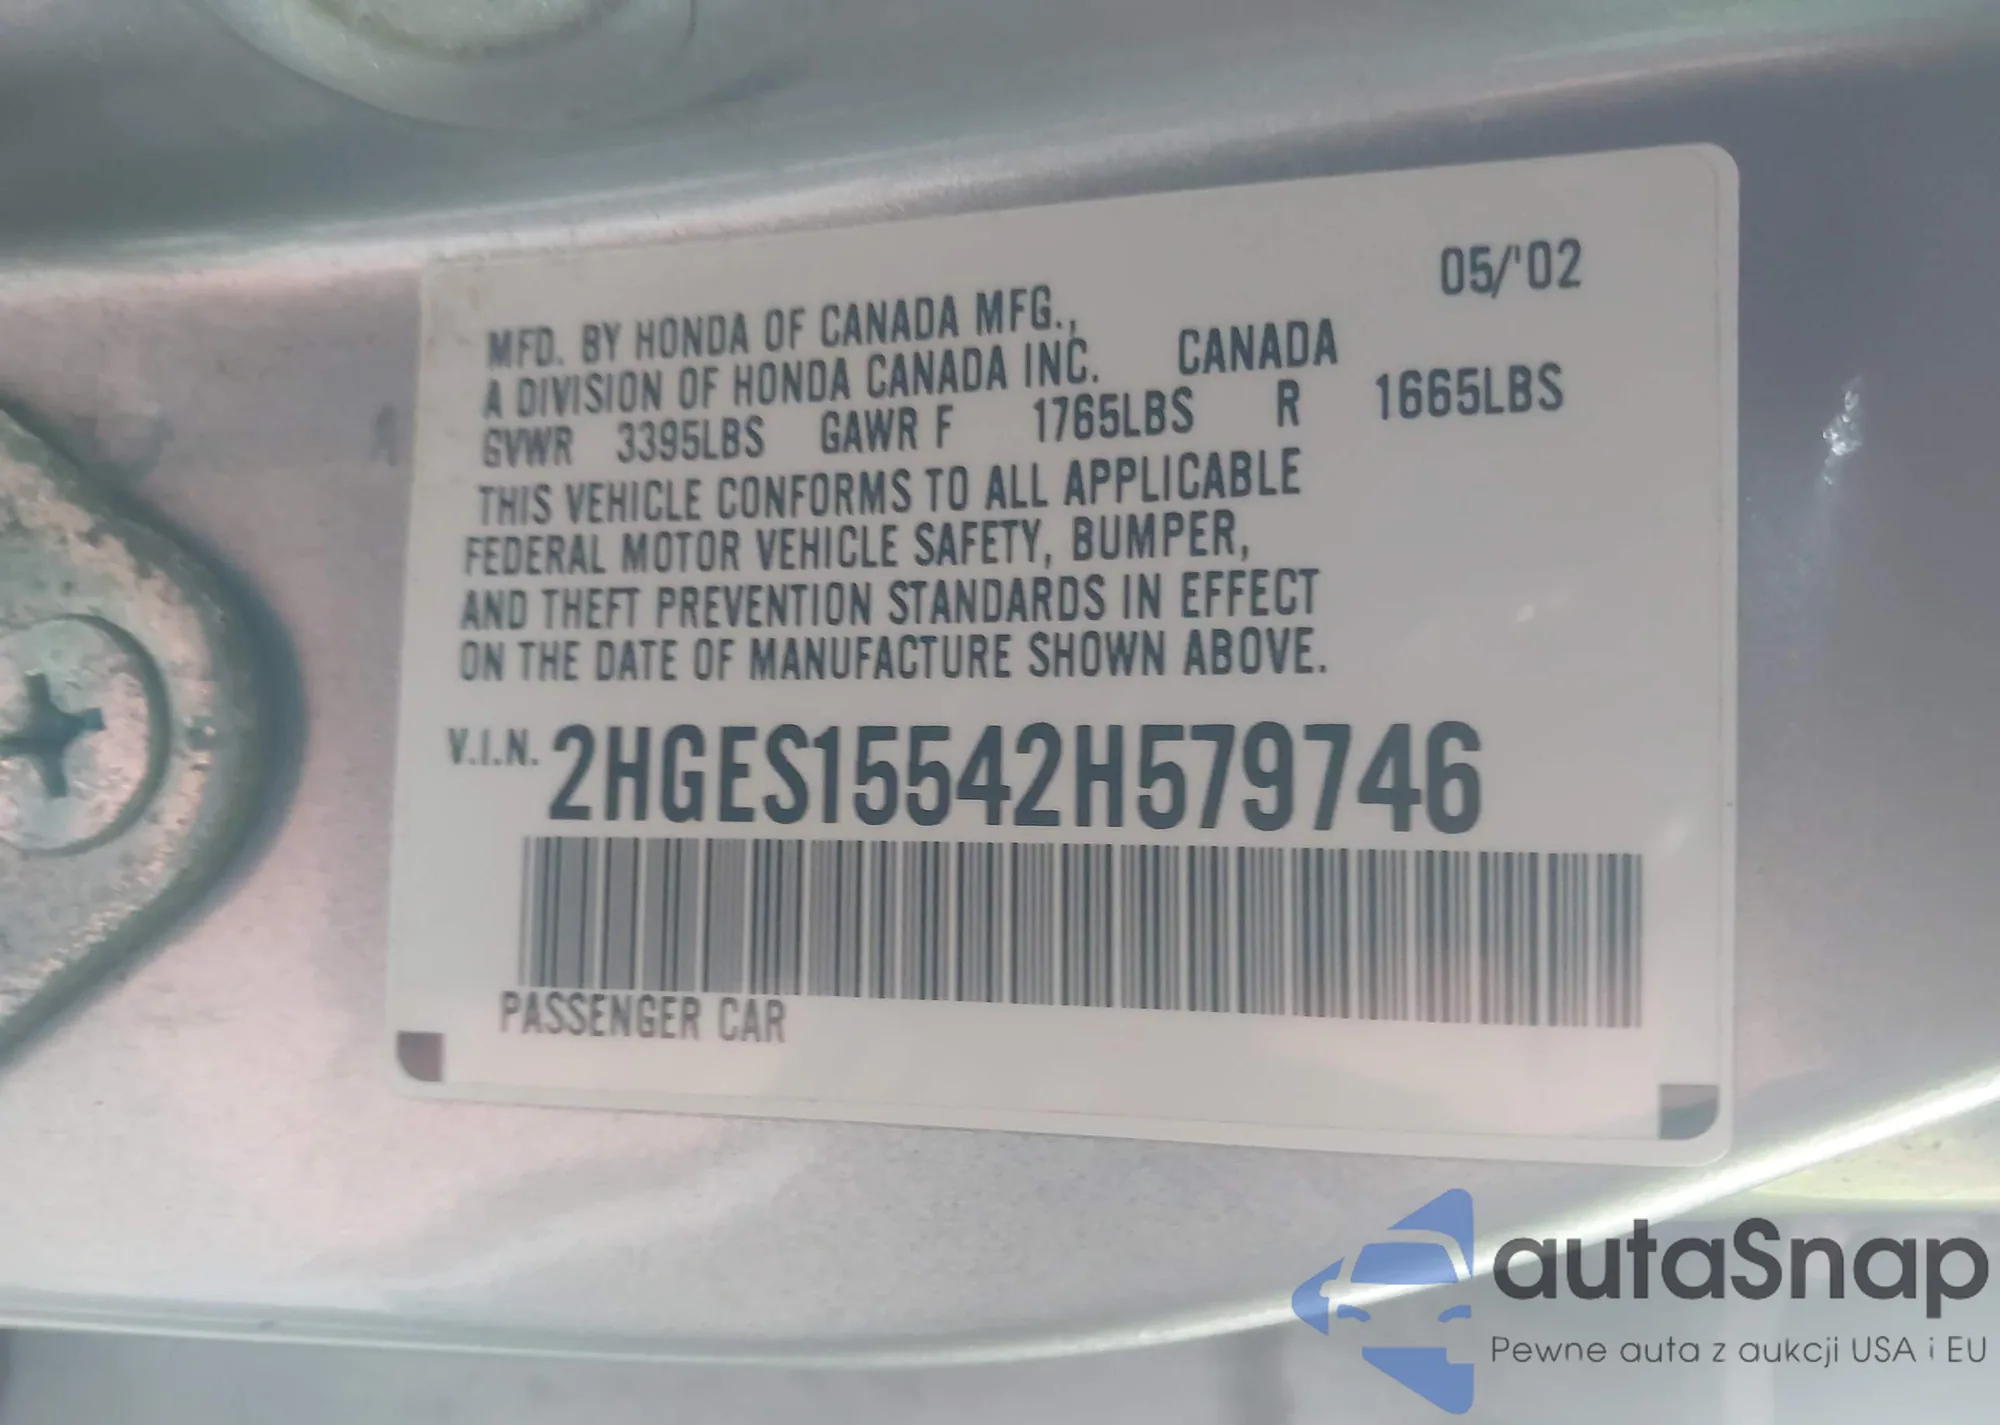 05/'02
MFD. BY HONDA OF CANADA MFG.,
A DIVISION OF HONDA CANADA INC. CANADA
GVWR 3395LBS GAWR F 1765LBS R 1665LBS
THIS VEHICLE CONFORMS TO ALL APPLICABLE
FEDERAL MOTOR VEHICLE SAFETY, BUMPER,
AND THEFT PREVENTION STANDARDS IN EFFECT
ON THE DATE OF MANUFACTURE SHOWN ABOVE.
V.I.N. 2HGES15542H579746
PASSENGER CAR
autaSnap
Pewne auta z aukcji USA i EU